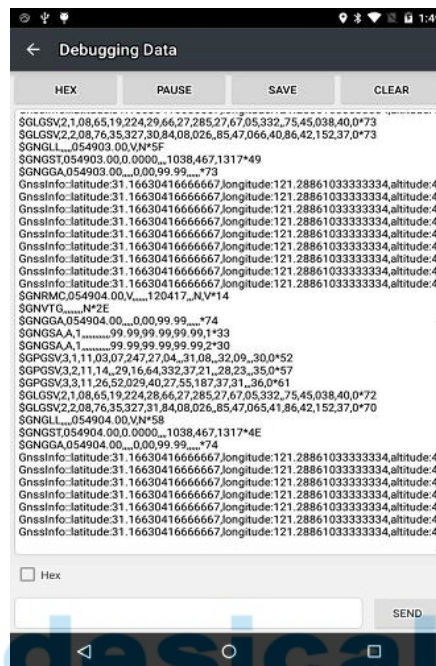 1:49
Debugging Data
HEX PAUSE SAVE CLEAR
$GLGSV,2,1,08,65,19,224,29,66,27,285,27,67,05,332,,75,45,038,40,0*73
$GLGSV,2,2,08,76,35,327,30,84,08,026,,85,47,066,40,86,42,152,37,0*73
$GNGLL,,,,,054903.00,V,N*5F
$GNGST,054903.00,0.0000,,,,1038,467,1317*49
$GNGGA,054903.00,,,,,0,00,99.99,,,,,,*73
GnssInfo::latitude:31.16630416666667,longitude:121.28861033333334,altitude:4
GnssInfo::latitude:31.16630416666667,longitude:121.28861033333334,altitude:4
GnssInfo::latitude:31.16630416666667,longitude:121.28861033333334,altitude:4
GnssInfo::latitude:31.16630416666667,longitude:121.28861033333334,altitude:4
GnssInfo::latitude:31.16630416666667,longitude:121.28861033333334,altitude:4
GnssInfo::latitude:31.16630416666667,longitude:121.28861033333334,altitude:4
GnssInfo::latitude:31.16630416666667,longitude:121.28861033333334,altitude:4
GnssInfo::latitude:31.16630416666667,longitude:121.28861033333334,altitude:4
GnssInfo::latitude:31.16630416666667,longitude:121.28861033333334,altitude:4
$GNRMC,054904.00,V,,,,,,,120417,,,N,V*14
$GNVTG,,,,,,,,,N*2E
$GNGGA,054904.00,,,,,0,00,99.99,,,,,,*74
$GNGSA,A,1,,,,,,,,,,,,,99.99,99.99,99.99,1*33
$GNGSA,A,1,,,,,,,,,,,,,99.99,99.99,99.99,2*30
$GPGSV,3,1,11,03,07,247,27,04,,,31,08,,,32,09,,,30,0*52
$GPGSV,3,2,11,14,,,29,16,64,332,37,21,,,28,23,,,35,0*57
$GPGSV,3,3,11,26,52,029,40,27,55,187,37,31,,,36,0*61
$GLGSV,2,1,08,65,19,224,28,66,27,285,27,67,05,332,,75,45,038,40,0*72
$GLGSV,2,2,08,76,35,327,31,84,08,026,,85,47,065,41,86,42,152,37,0*70
$GNGLL,,,,,054904.00,V,N*58
$GNGST,054904.00,0.0000,,,,1038,467,1317*4E
$GNGGA,054904.00,,,,,0,00,99.99,,,,,,*74
GnssInfo::latitude:31.16630416666667,longitude:121.28861033333334,altitude:4
GnssInfo::latitude:31.16630416666667,longitude:121.28861033333334,altitude:4
GnssInfo::latitude:31.16630416666667,longitude:121.28861033333334,altitude:4
GnssInfo::latitude:31.16630416666667,longitude:121.28861033333334,altitude:4
GnssInfo::latitude:31.16630416666667,longitude:121.28861033333334,altitude:4
GnssInfo::latitude:31.16630416666667,longitude:121.28861033333334,altitude:4
GnssInfo::latitude:31.16630416666667,longitude:121.28861033333334,altitude:4
Hex
SEND